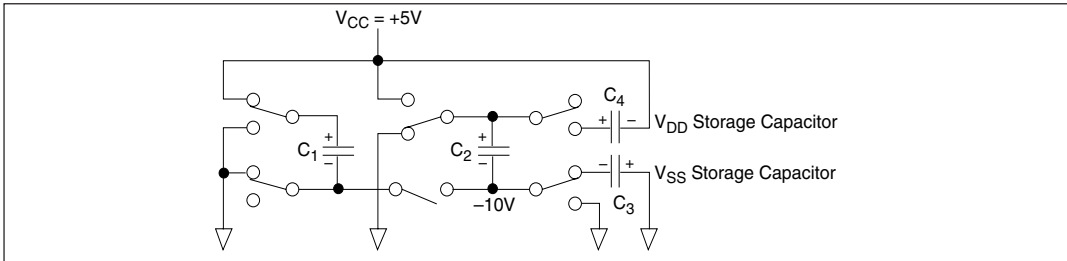 V_CC = +5V
C_4
+ –
V_DD Storage Capacitor
+
C_1
–
+
C_2
–
– +
V_SS Storage Capacitor
C_3
–10V